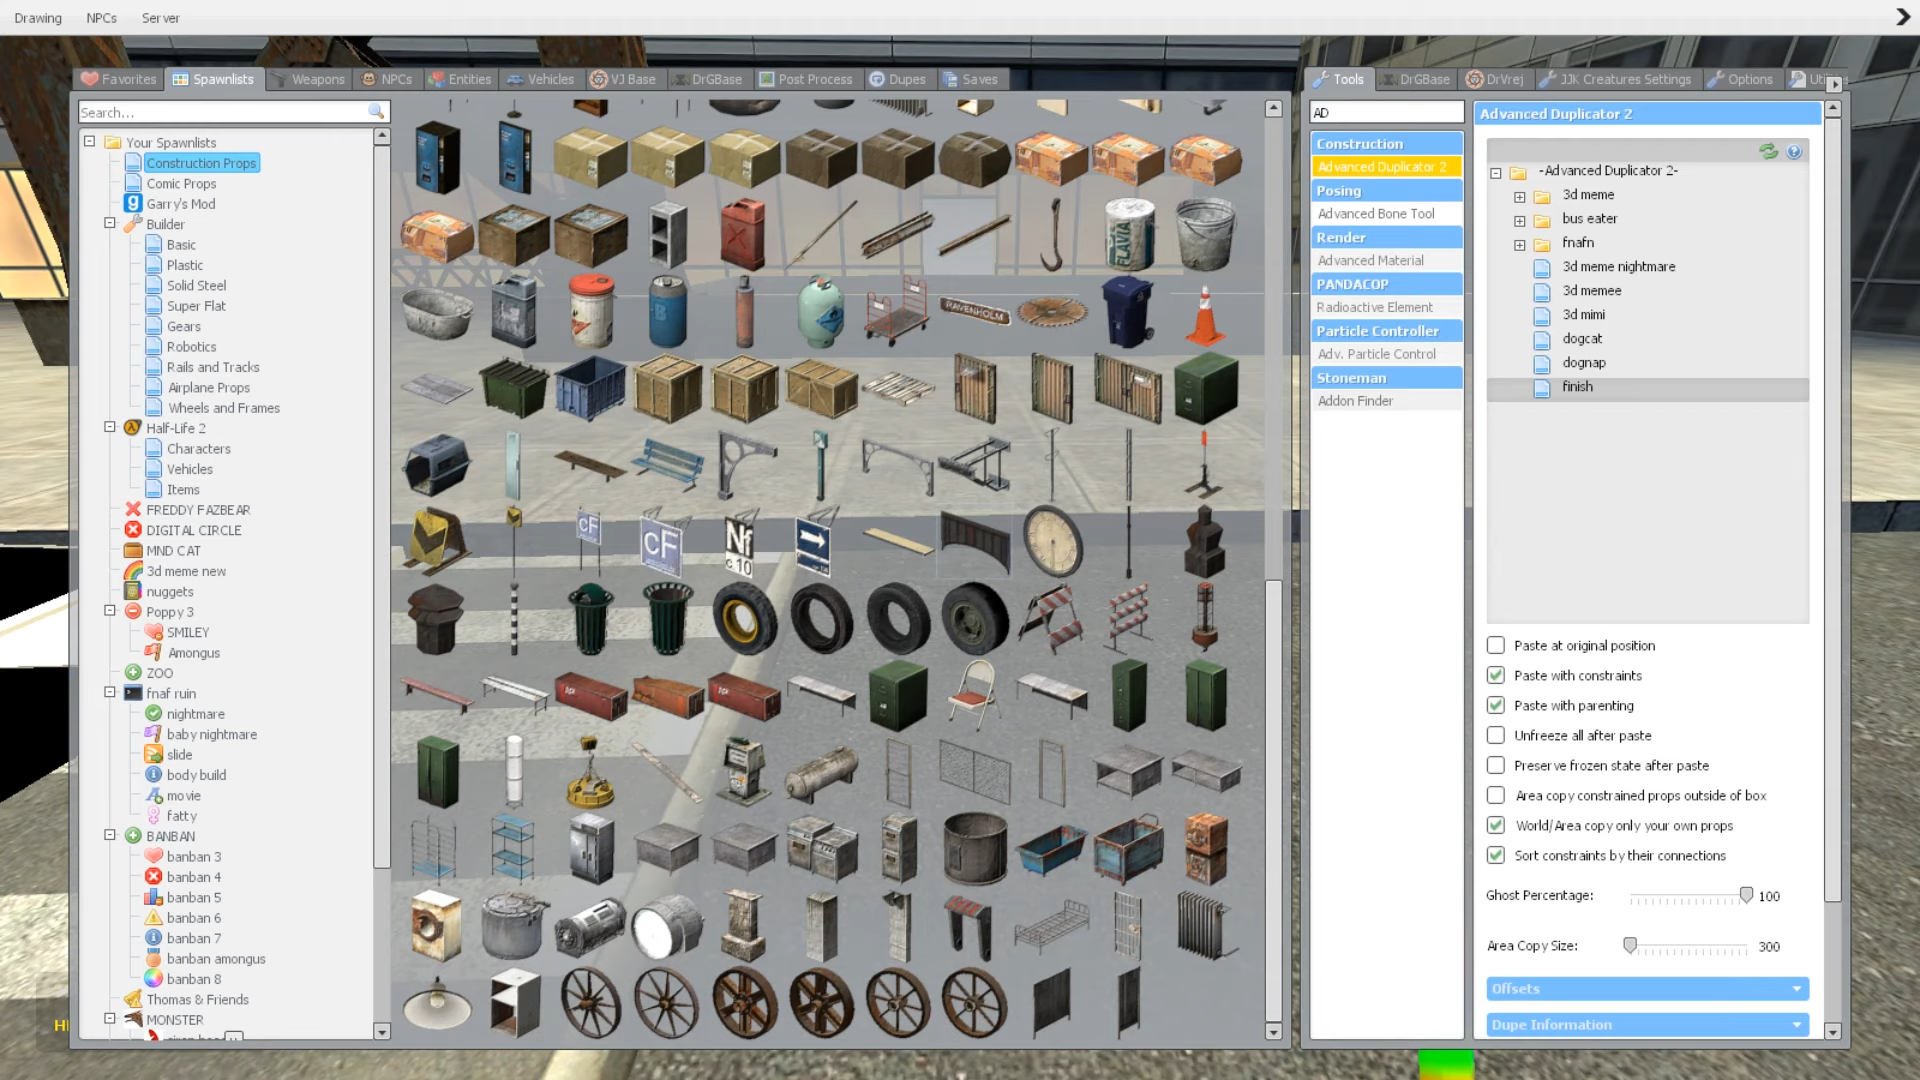 Drawing NPCs Server
Favorites Spawnlists Weapons NPCs Entities Vehicles VJ Base DrGBase Post Process Dupes Saves
Tools DrGBase DrVrej JJK Creatures Settings Options
Search...
Your Spawnlists
Construction Props
Comic Props
Garry's Mod
Builder
Basic
Plastic
Solid Steel
Super Flat
Gears
Robotics
Rails and Tracks
Airplane Props
Wheels and Frames
Half-Life 2
Characters
Vehicles
Items
FREDDY FAZBEAR
DIGITAL CIRCLE
MND CAT
3d meme new
nuggets
Poppy 3
SMILEY
Amongus
ZOO
fnaf ruin
nightmare
baby nightmare
slide
body build
movie
fatty
BANBAN
banban 3
banban 4
banban 5
banban 6
banban 7
banban amongus
banban 8
Thomas & Friends
MONSTER
FLAVIA
RAVENHOLM
cF
cF
Nf
c 10
AD
Construction
Advanced Duplicator 2
Posing
Advanced Bone Tool
Render
Advanced Material
PANDACOP
Radioactive Element
Particle Controller
Adv. Particle Control
Stoneman
Addon Finder
Advanced Duplicator 2
-Advanced Duplicator 2-
3d meme
bus eater
fnafn
3d meme nightmare
3d memee
3d mimi
dogcat
dognap
finish
Paste at original position
Paste with constraints
Paste with parenting
Unfreeze all after paste
Preserve frozen state after paste
Area copy constrained props outside of box
World/Area copy only your own props
Sort constraints by their connections
Ghost Percentage: 100
Area Copy Size: 300
Offsets
Dupe Information